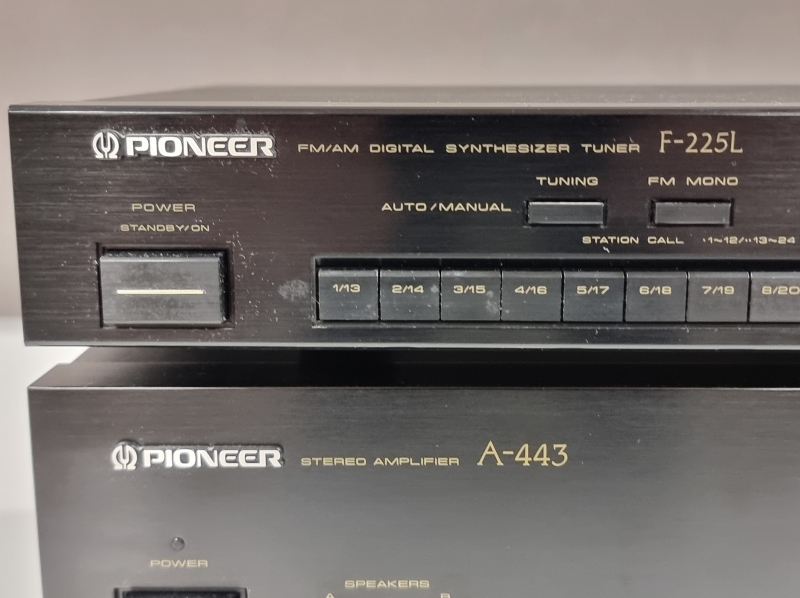 PIONEER FM/AM DIGITAL SYNTHESIZER TUNER F-225L
TUNING FM MONO
POWER AUTO/MANUAL
STANDBY/ON
STATION CALL •1~12/••13~24
1/13 2/14 3/15 4/16 5/17 6/18 7/19 8/20
PIONEER STEREO AMPLIFIER A-443
POWER
SPEAKERS
A B